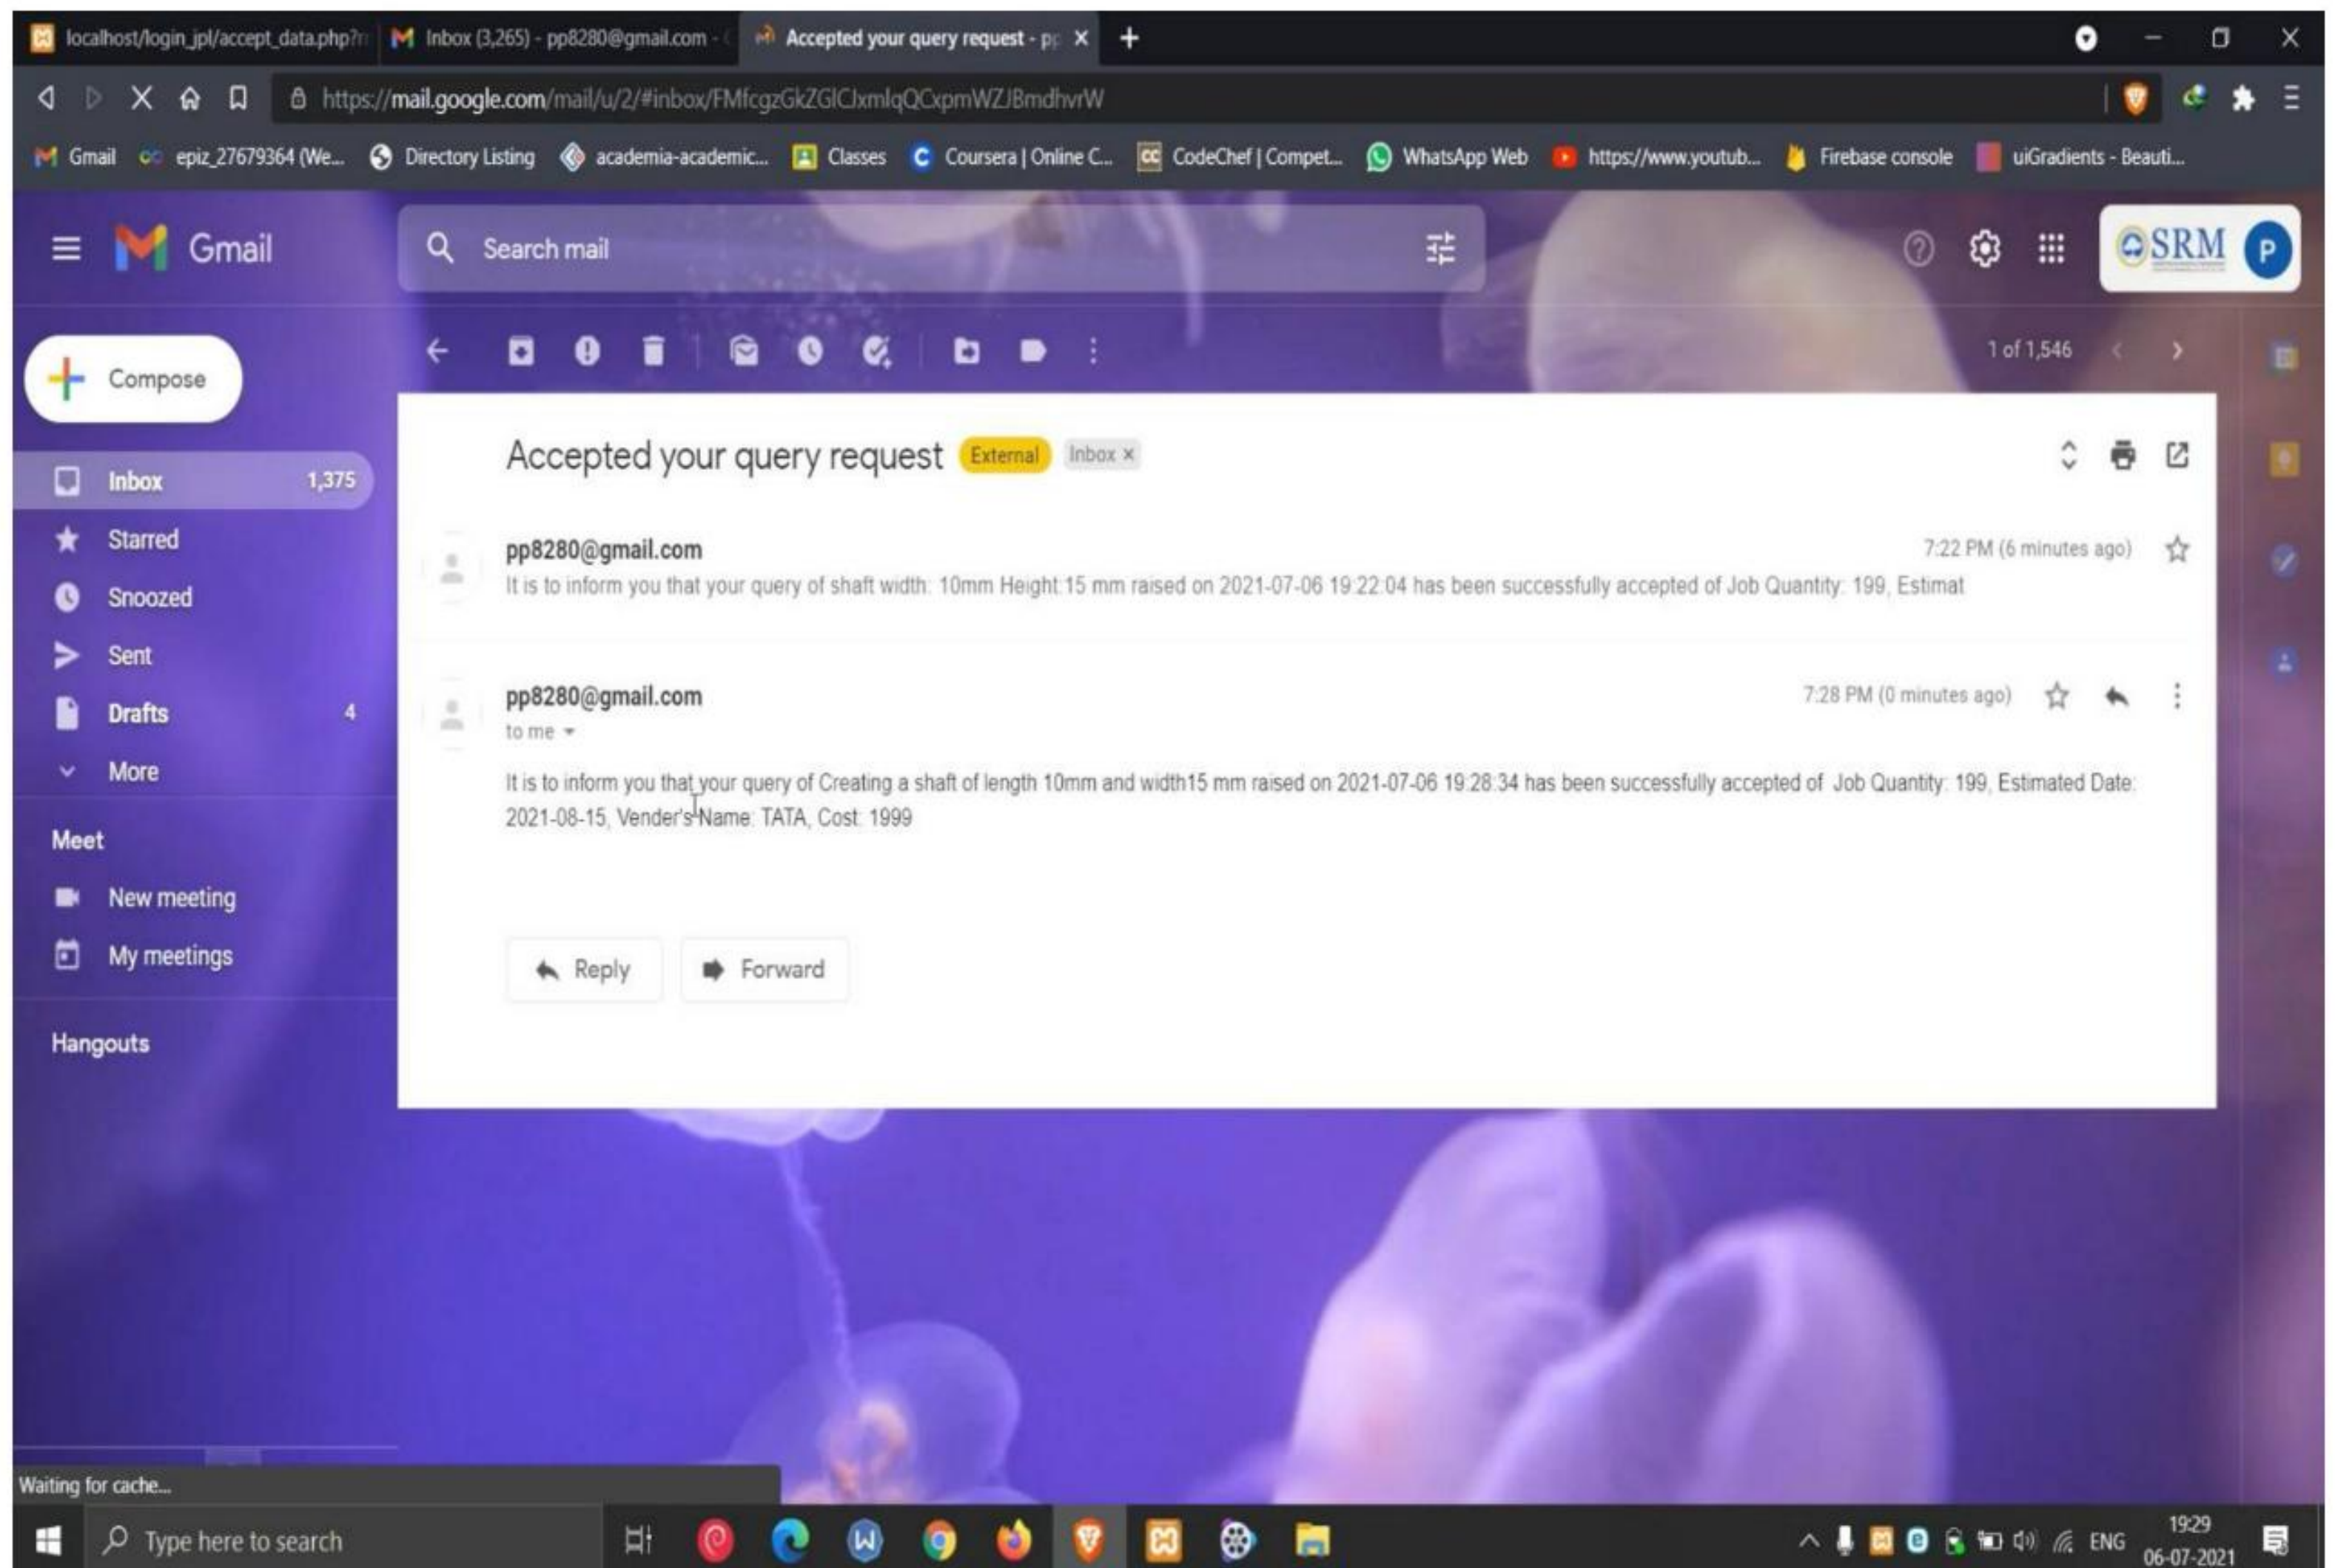 localhost/login_jpl/accept_data.php?r
Inbox (3,265) - pp8280@gmail.com -
Accepted your query request - pp
https://mail.google.com/mail/u/2/#inbox/FMfcgzGkZGlCJxmlqQCxpmWZJBmdhvrW
Gmail
epiz_27679364 (We...
Directory Listing
academia-academic...
Classes
Coursera | Online C...
CodeChef | Compet...
WhatsApp Web
https://www.youtub...
Firebase console
uiGradients - Beauti...
Gmail
Search mail
SRM
P
Compose
1 of 1,546
Accepted your query request External Inbox ×
Inbox 1,375
Starred
Snoozed
Sent
Drafts 4
More
Meet
New meeting
My meetings
Hangouts
pp8280@gmail.com 7:22 PM (6 minutes ago)
It is to inform you that your query of shaft width: 10mm Height:15 mm raised on 2021-07-06 19:22:04 has been successfully accepted of Job Quantity: 199, Estimat
pp8280@gmail.com 7:28 PM (0 minutes ago)
to me
It is to inform you that your query of Creating a shaft of length 10mm and width15 mm raised on 2021-07-06 19:28:34 has been successfully accepted of Job Quantity: 199, Estimated Date:
2021-08-15, Vender's Name: TATA, Cost: 1999
Reply
Forward
Waiting for cache...
Type here to search
ENG
19:29
06-07-2021